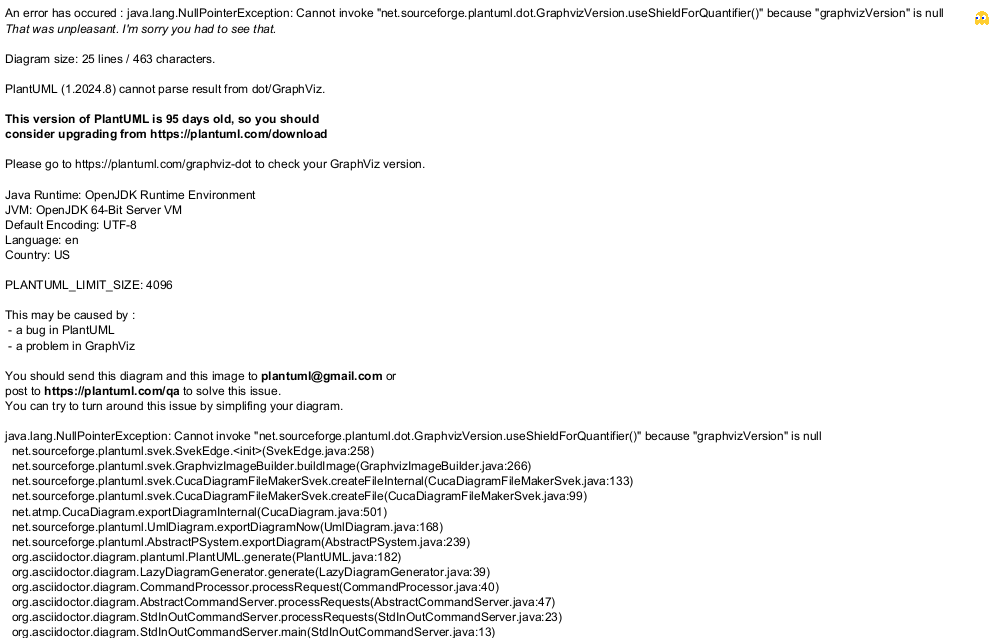 An error has occured : java.lang.NullPointerException: Cannot invoke "net.sourceforge.plantuml.dot.GraphvizVersion.useShieldForQuantifier()" because "graphvizVersion" is null
That was unpleasant. I'm sorry you had to see that.
Diagram size: 25 lines / 463 characters.
PlantUML (1.2024.8) cannot parse result from dot/GraphViz.
This version of PlantUML is 95 days old, so you should
consider upgrading from https://plantuml.com/download
Please go to https://plantuml.com/graphviz-dot to check your GraphViz version.
Java Runtime: OpenJDK Runtime Environment
JVM: OpenJDK 64-Bit Server VM
Default Encoding: UTF-8
Language: en
Country: US
PLANTUML_LIMIT_SIZE: 4096
This may be caused by :
- a bug in PlantUML
- a problem in GraphViz
You should send this diagram and this image to plantuml@gmail.com or
post to https://plantuml.com/qa to solve this issue.
You can try to turn around this issue by simplifing your diagram.
java.lang.NullPointerException: Cannot invoke "net.sourceforge.plantuml.dot.GraphvizVersion.useShieldForQuantifier()" because "graphvizVersion" is null
net.sourceforge.plantuml.svek.SvekEdge.<init>(SvekEdge.java:258)
net.sourceforge.plantuml.svek.GraphvizImageBuilder.buildImage(GraphvizImageBuilder.java:266)
net.sourceforge.plantuml.svek.CucaDiagramFileMakerSvek.createFileInternal(CucaDiagramFileMakerSvek.java:133)
net.sourceforge.plantuml.svek.CucaDiagramFileMakerSvek.createFile(CucaDiagramFileMakerSvek.java:99)
net.atmp.CucaDiagram.exportDiagramInternal(CucaDiagram.java:501)
net.sourceforge.plantuml.UmlDiagram.exportDiagramNow(UmlDiagram.java:168)
net.sourceforge.plantuml.AbstractPSystem.exportDiagram(AbstractPSystem.java:239)
org.asciidoctor.diagram.plantuml.PlantUML.generate(PlantUML.java:182)
org.asciidoctor.diagram.LazyDiagramGenerator.generate(LazyDiagramGenerator.java:39)
org.asciidoctor.diagram.CommandProcessor.processRequest(CommandProcessor.java:40)
org.asciidoctor.diagram.AbstractCommandServer.processRequests(AbstractCommandServer.java:47)
org.asciidoctor.diagram.StdInOutCommandServer.processRequests(StdInOutCommandServer.java:23)
org.asciidoctor.diagram.StdInOutCommandServer.main(StdInOutCommandServer.java:13)